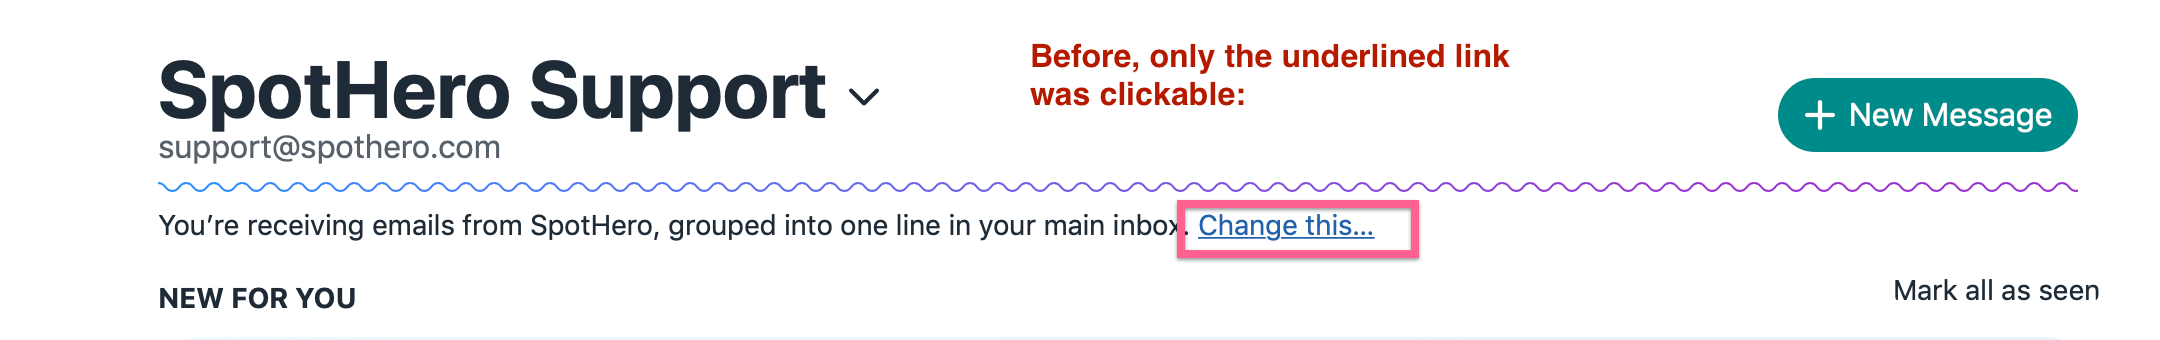 SpotHero Support
support@spothero.com
Before, only the underlined link
was clickable:
+ New Message
You’re receiving emails from SpotHero, grouped into one line in your main inbox. Change this...
NEW FOR YOU
Mark all as seen